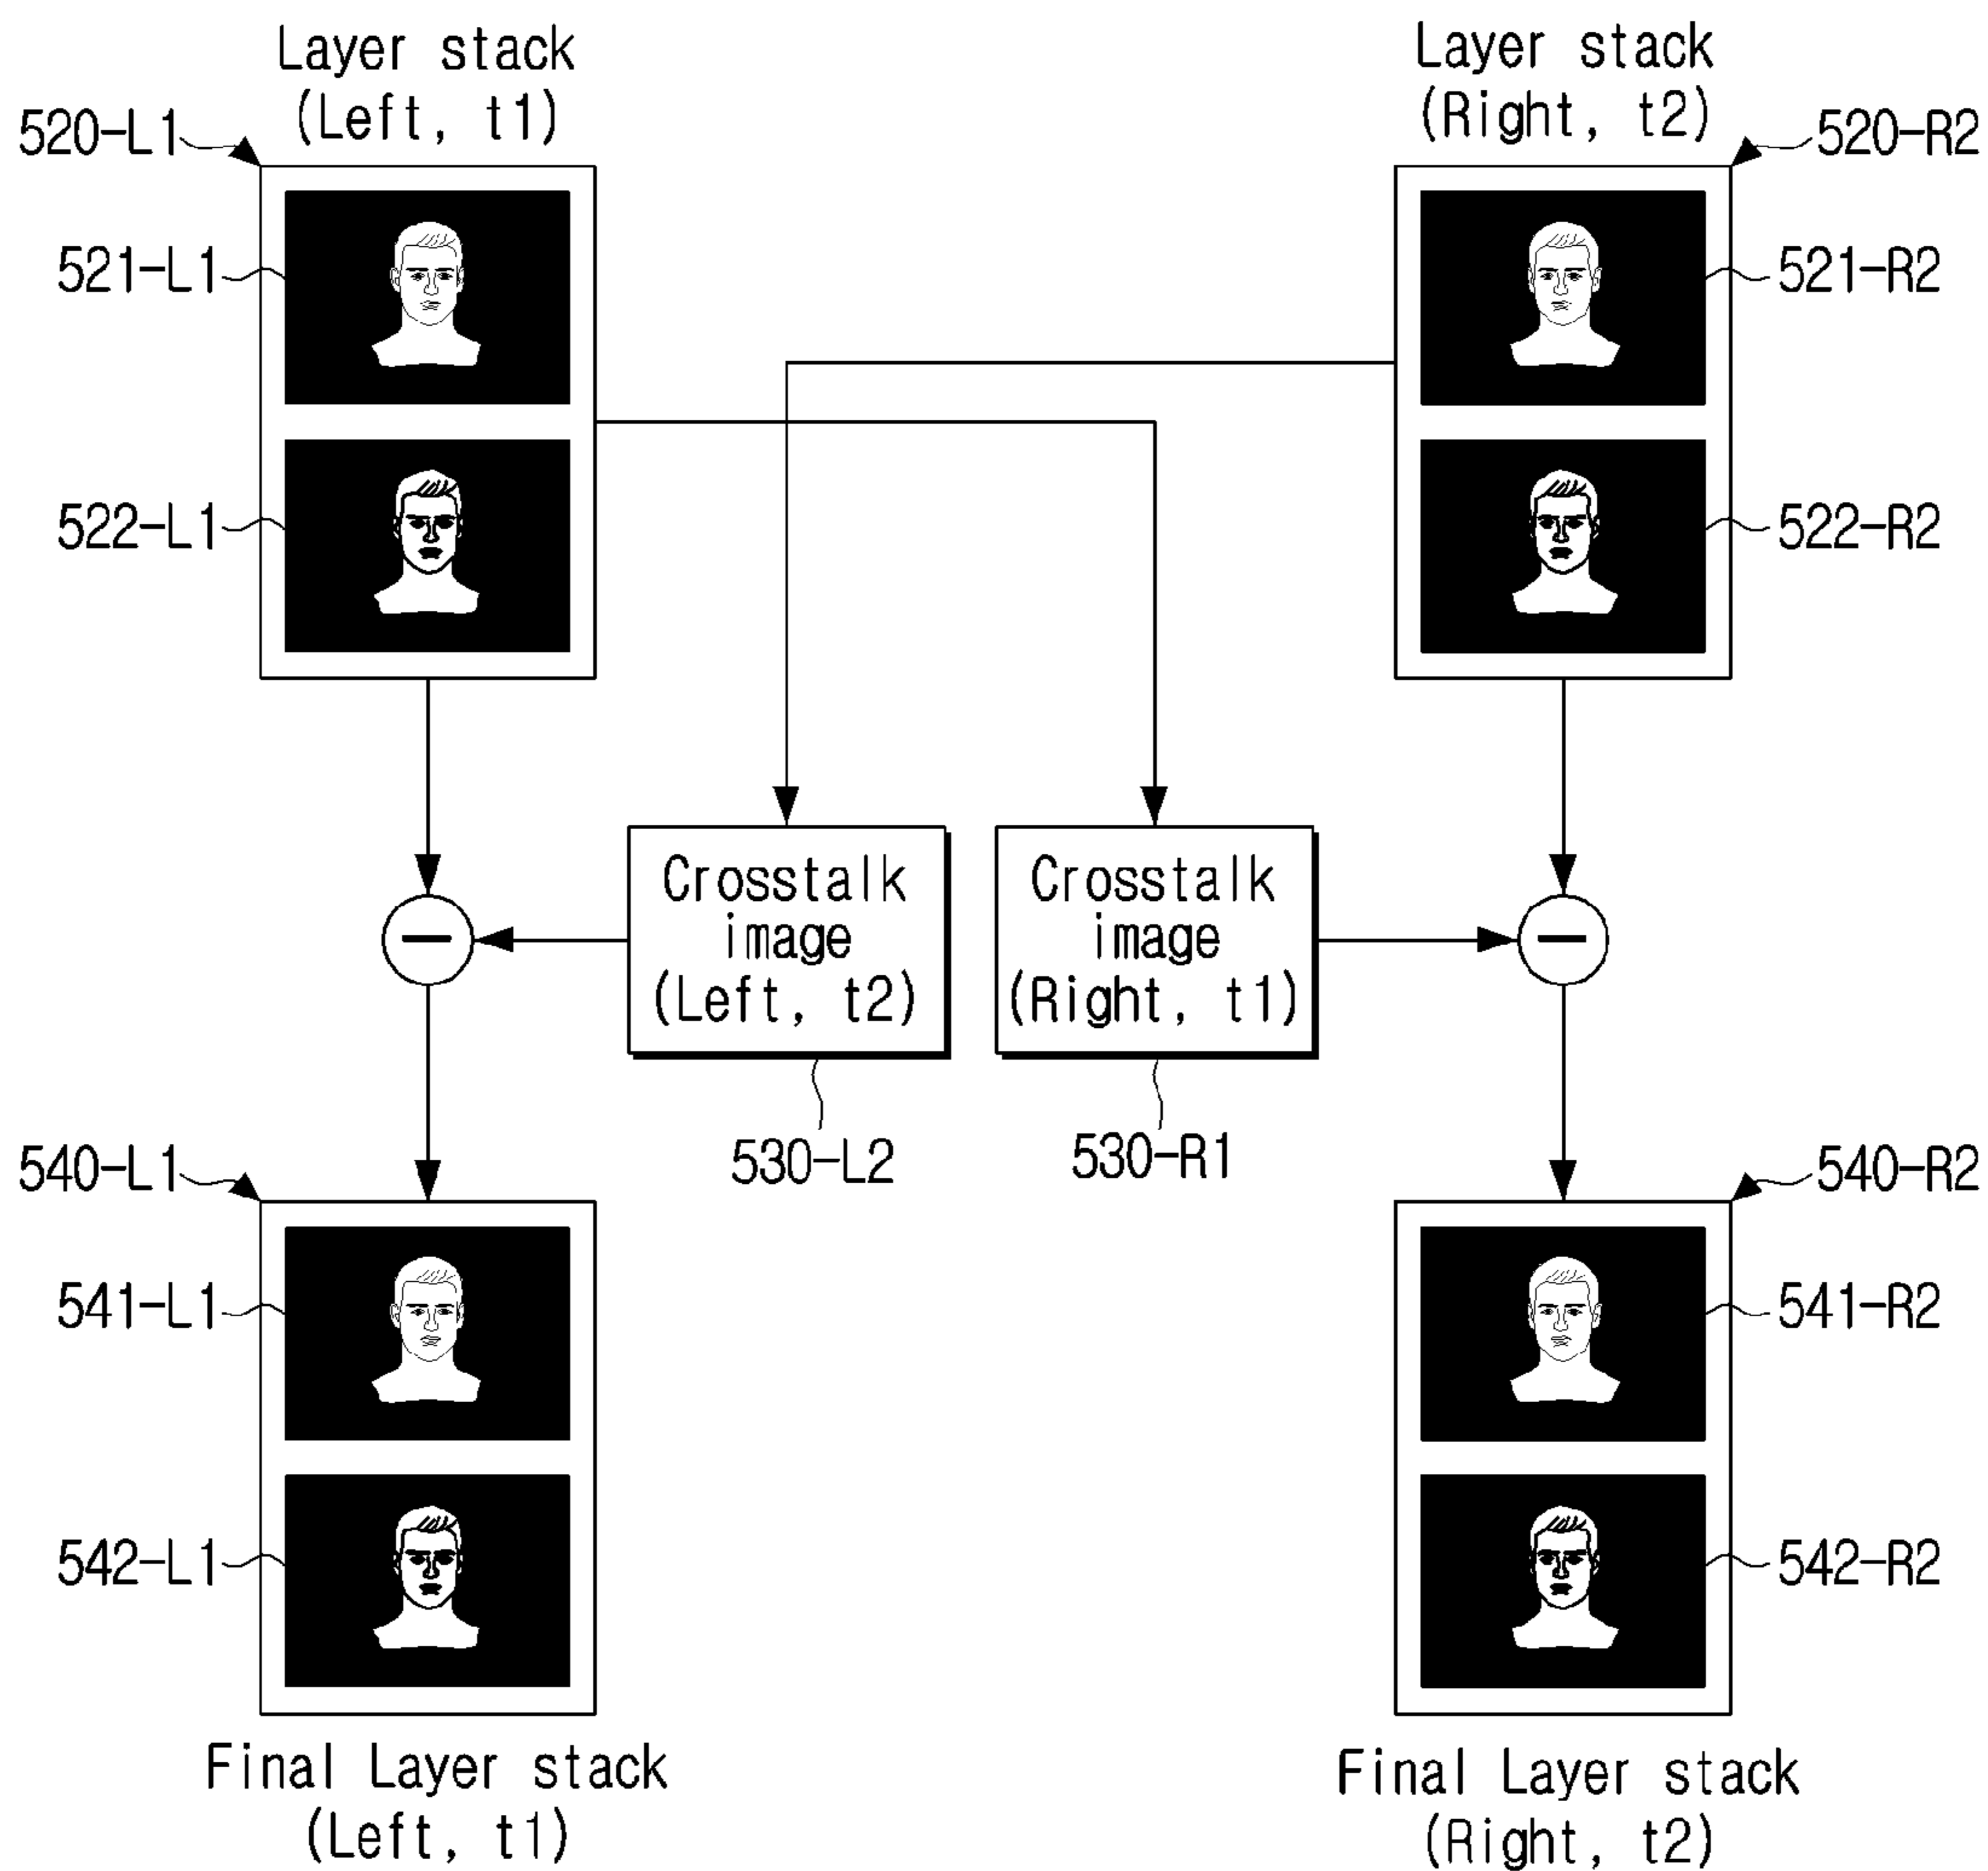 Layer stack
(Left, t1)
Layer stack
(Right, t2)
520-L1
520-R2
521-L1
521-R2
522-L1
522-R2
Crosstalk
image
(Left, t2)
Crosstalk
image
(Right, t1)
530-L2
530-R1
540-L1
540-R2
541-L1
541-R2
542-L1
542-R2
Final Layer stack
(Left, t1)
Final Layer stack
(Right, t2)